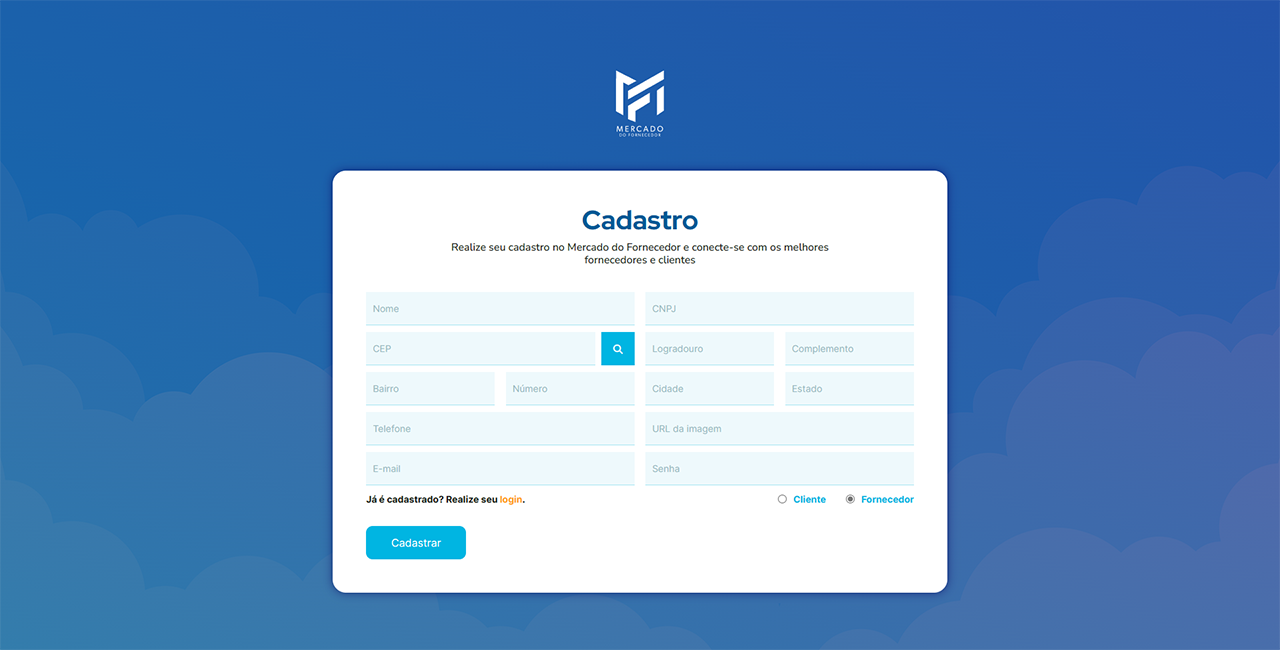 MERCADO
DO FORNECEDOR
Cadastro
Realize seu cadastro no Mercado do Fornecedor e conecte-se com os melhores
fornecedores e clientes
Nome CNPJ
CEP Logradouro Complemento
Bairro Número Cidade Estado
Telefone URL da imagem
E-mail Senha
Já é cadastrado? Realize seu login. Cliente Fornecedor
Cadastrar